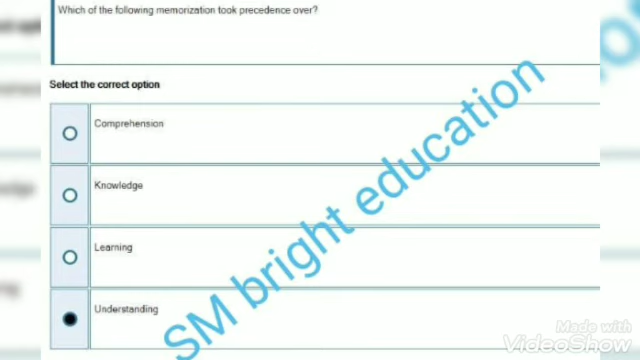 Which of the following memorization took precedence over?
Select the correct option
Comprehension
Knowledge
Learning
Understanding
SM bright education
Made with
VideoShow